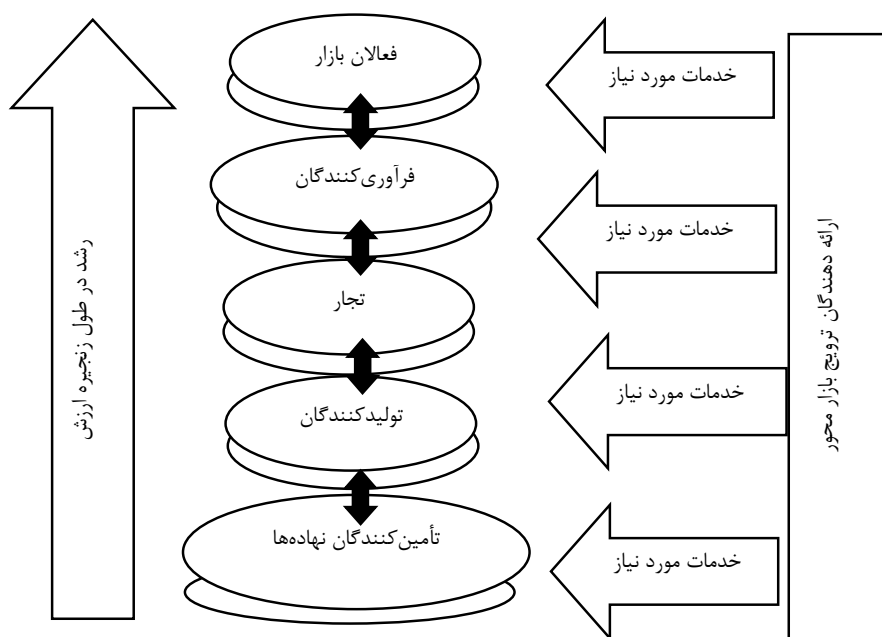 فعالان بازار
خدمات مورد نیاز
فرآوری‌کنندگان
خدمات مورد نیاز
تجار
تولیدکنندگان
خدمات مورد نیاز
تأمین‌کنندگان نهاده‌ها
خدمات مورد نیاز
ارائه دهندگان ترویج بازار محور
رشد در طول زنجیره ارزش